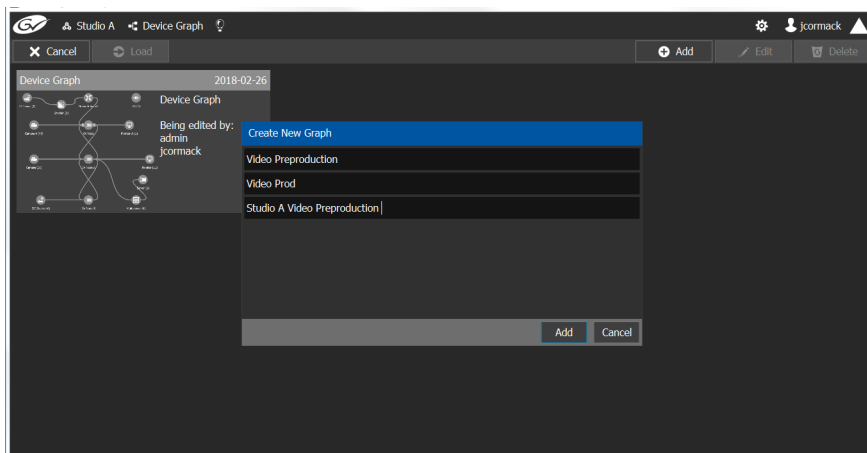 GV Studio A Device Graph jcormack
Cancel Load Add Edit Delete
Device Graph 2018-02-26
Device Graph
Being edited by:
admin
jcormack
Create New Graph
Video Preproduction
Video Prod
Studio A Video Preproduction
Add Cancel